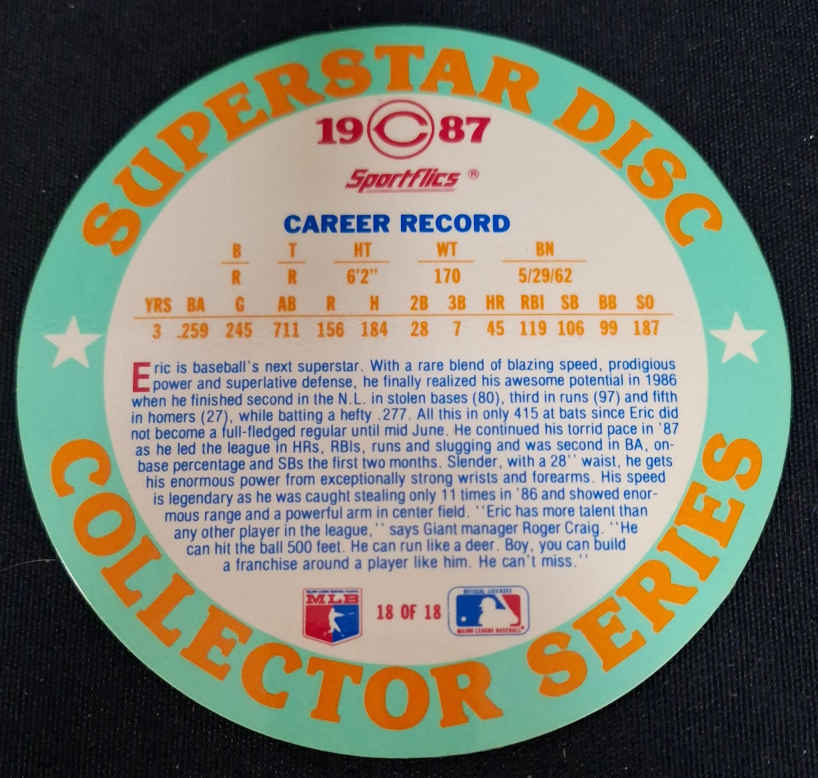 SUPERSTAR DISC
19 C 87
Sportflics ®
CAREER RECORD
B T HT WT BN
R R 6'2" 170 5/29/62
YRS BA G AB R H 2B 3B HR RBI SB BB SO
3 .259 245 711 156 184 28 7 45 119 106 99 187
Eric is baseball's next superstar. With a rare blend of blazing speed, prodigious
power and superlative defense, he finally realized his awesome potential in 1986
when he finished second in the N.L. in stolen bases (80), third in runs (97) and fifth
in homers (27), while batting a hefty .277. All this in only 415 at bats since Eric did
not become a full-fledged regular until mid June. He continued his torrid pace in '87
as he led the league in HRs, RBIs, runs and slugging and was second in BA, on-
base percentage and SBs the first two months. Slender, with a 28'' waist, he gets
his enormous power from exceptionally strong wrists and forearms. His speed
is legendary as he was caught stealing only 11 times in '86 and showed enor-
mous range and a powerful arm in center field. ''Eric has more talent than
any other player in the league,'' says Giant manager Roger Craig. ''He
can hit the ball 500 feet. He can run like a deer. Boy, you can build
a franchise around a player like him. He can't miss.''
MLB
18 OF 18
OFFICIAL LICENSEE
MAJOR LEAGUE BASEBALL
COLLECTOR SERIES